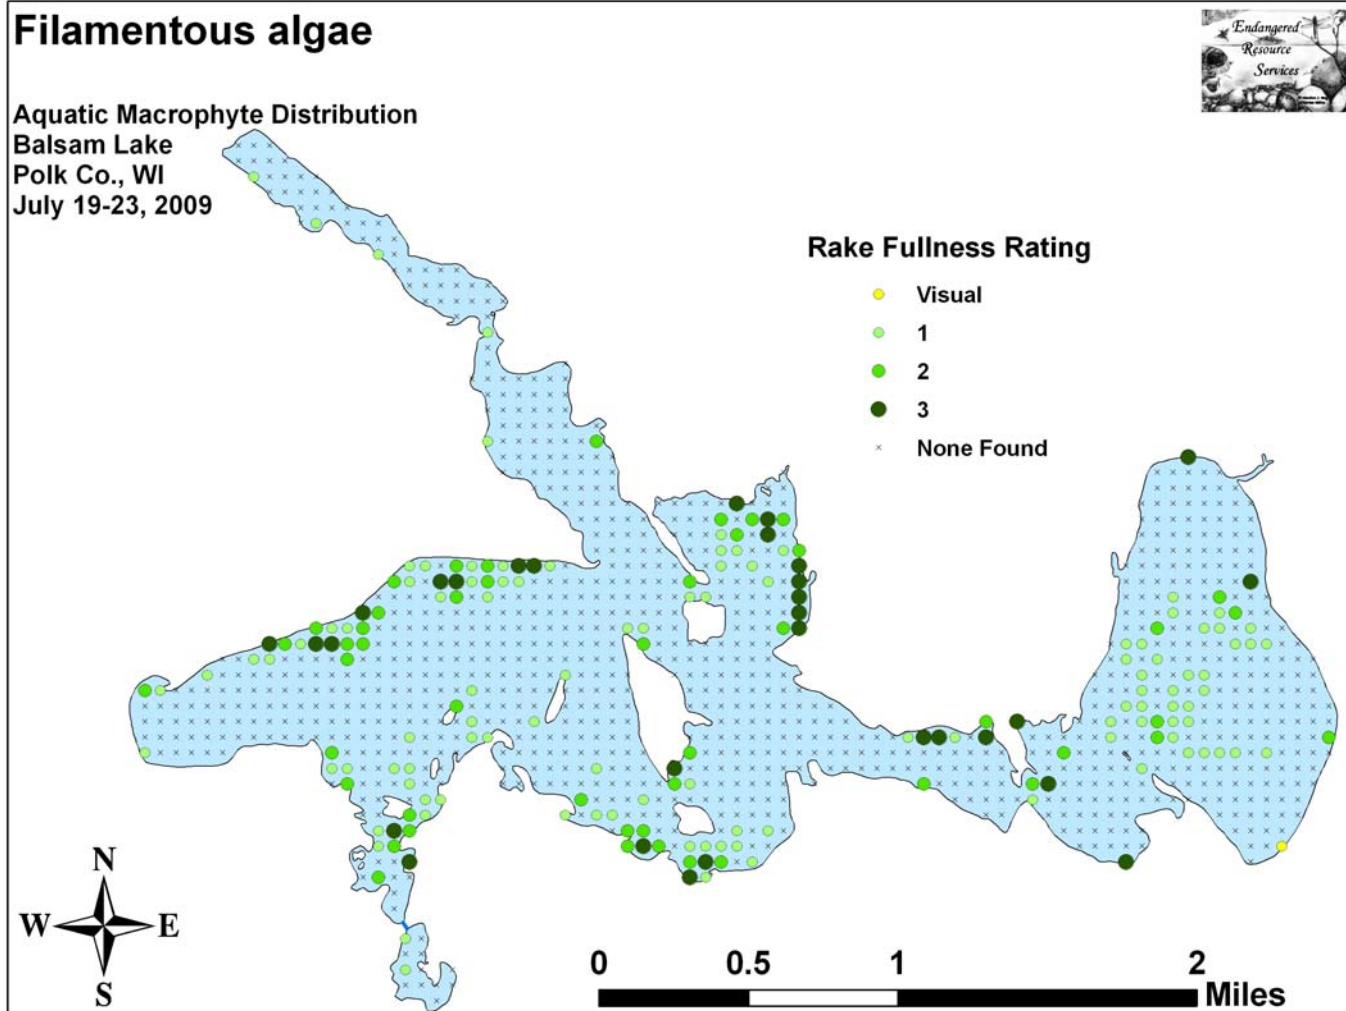 Filamentous algae
Endangered
Resource
Services
Aquatic Macrophyte Distribution
Balsam Lake
Polk Co., WI
July 19-23, 2009
Rake Fullness Rating
Visual
1
2
3
None Found
N
W E
S
0 0.5 1 2
Miles